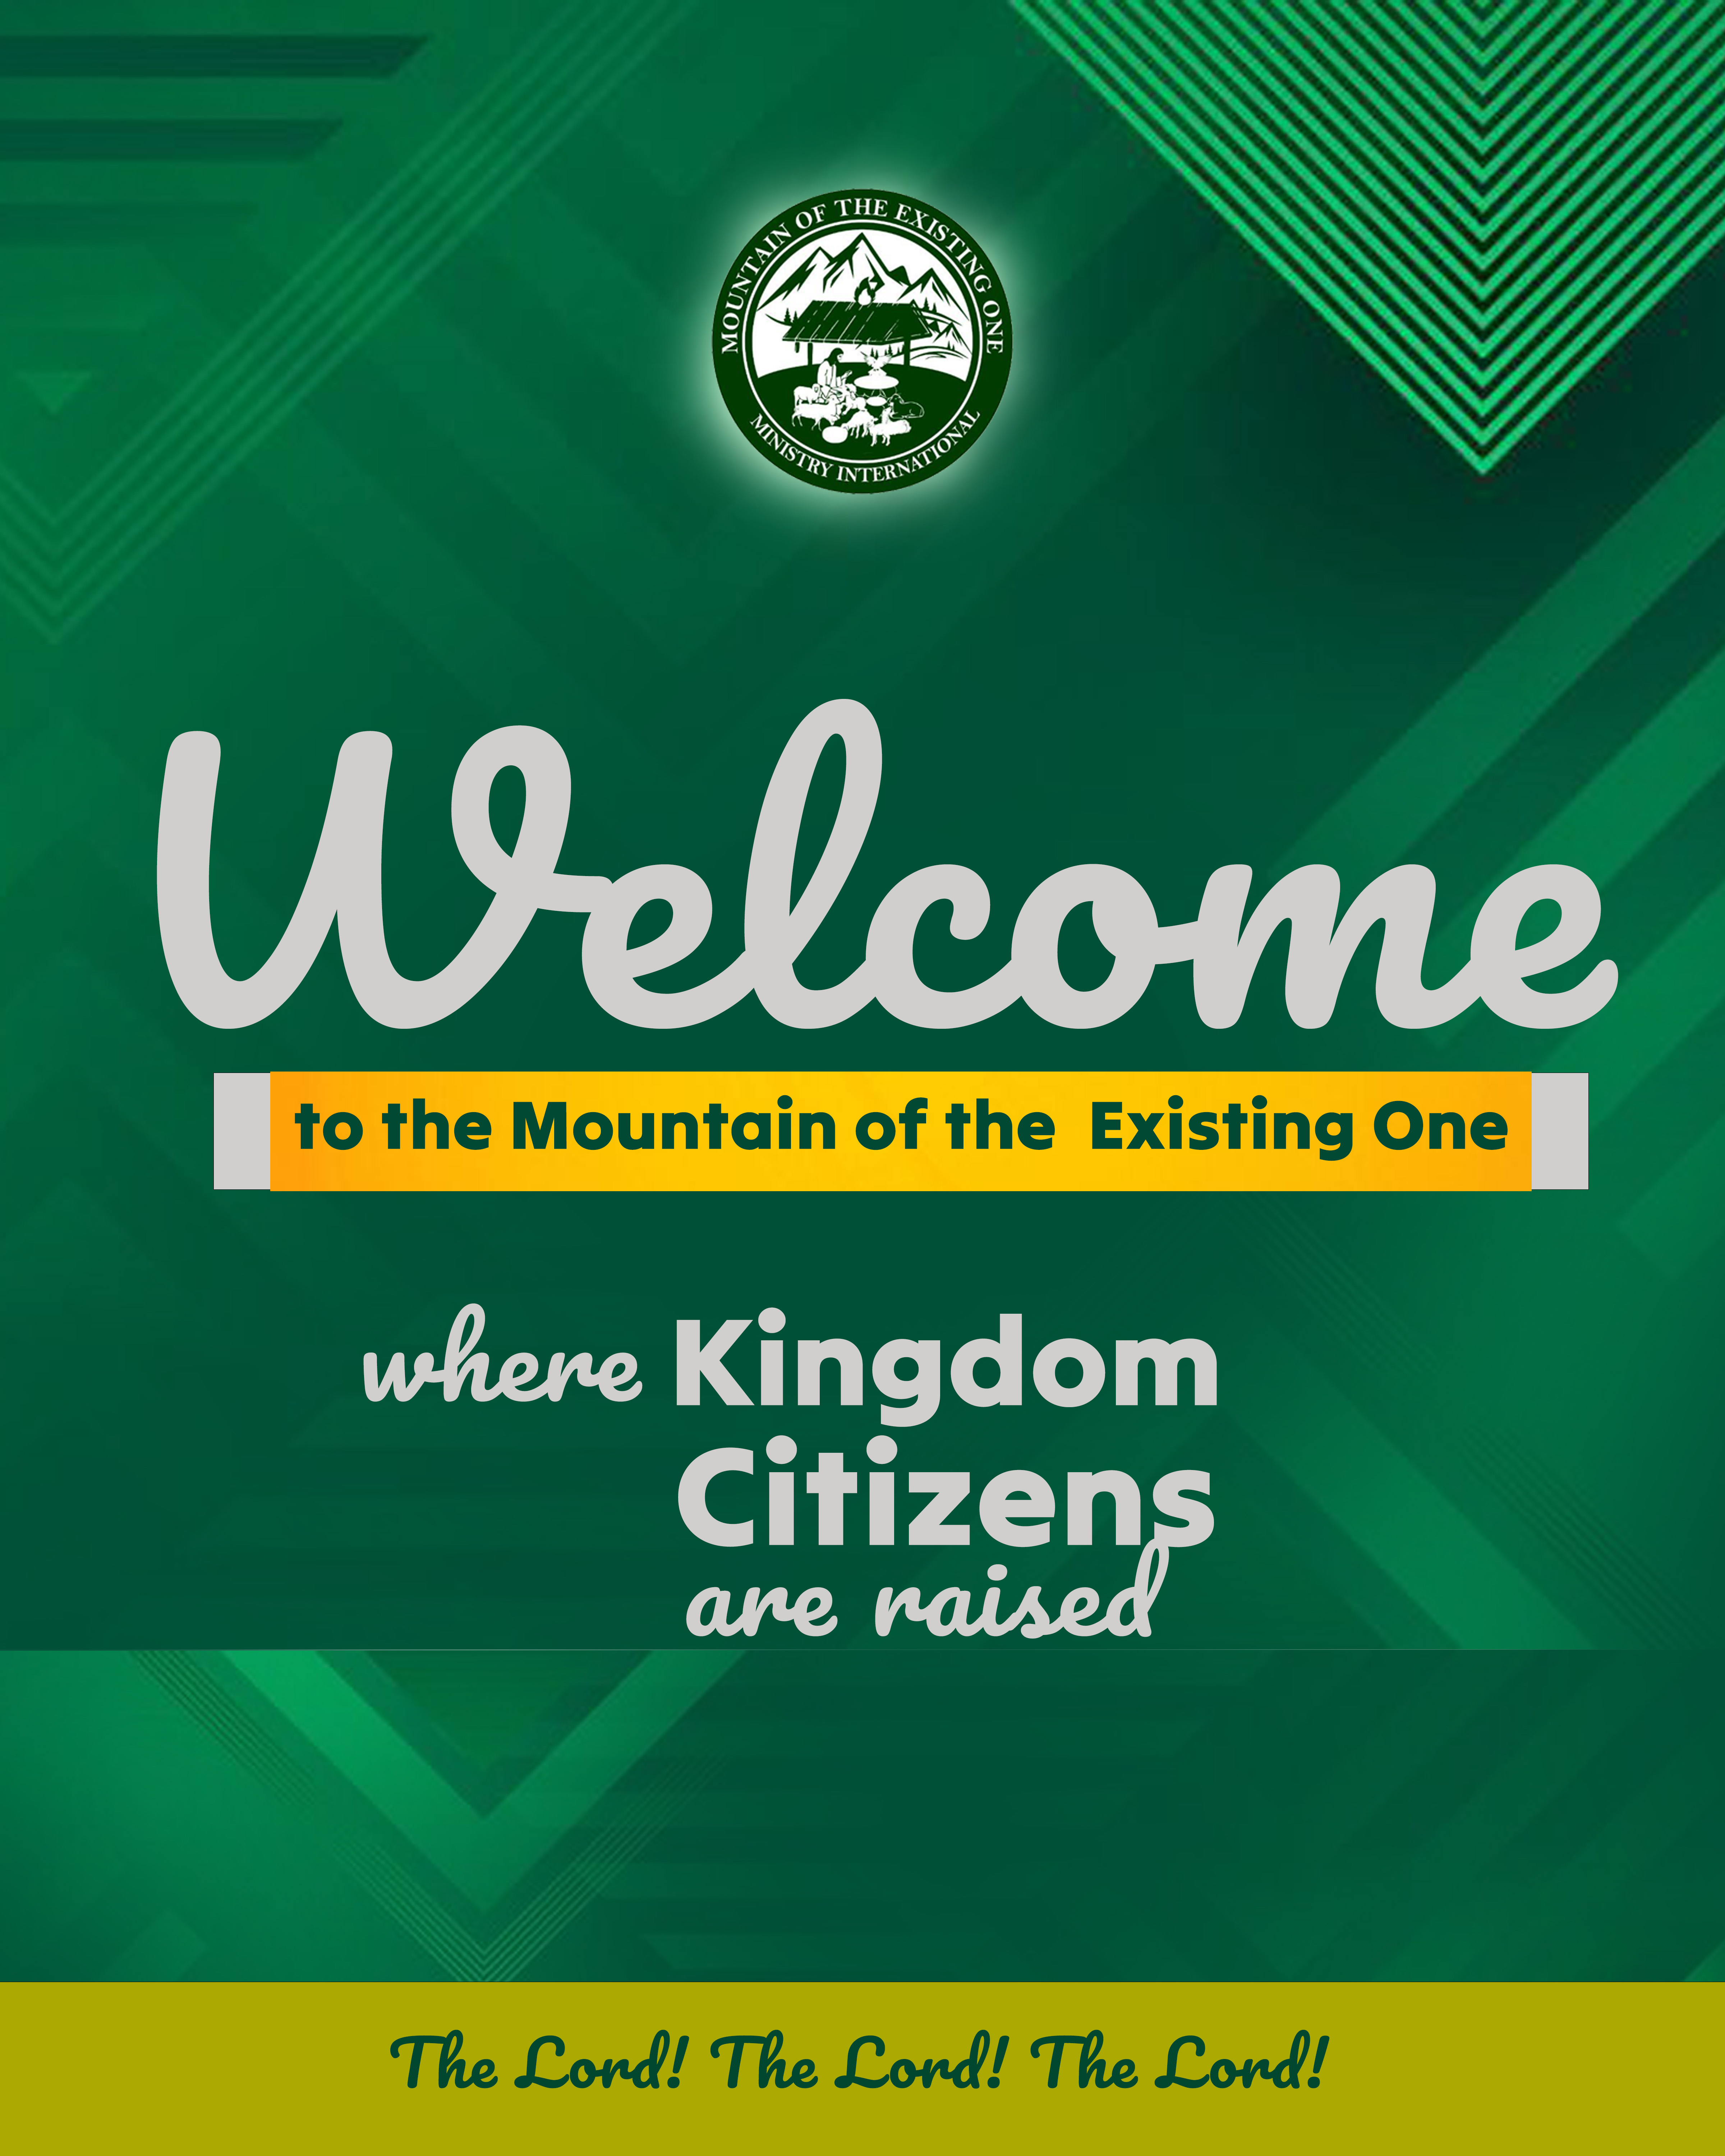 MOUNTAIN OF THE EXISTING ONE
MINISTRY INTERNATIONAL
Welcome
to the Mountain of the Existing One
where Kingdom
Citizens
are raised
The Lord! The Lord! The Lord!